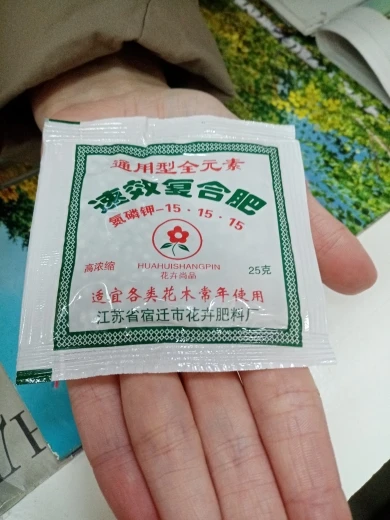 通用型全元素
速效复合肥
氮磷钾-15·15·15
高浓缩
HUAHUISHANGPIN
花卉尚品
25克
适宜各类花木常年使用
江苏省宿迁市花卉肥料厂